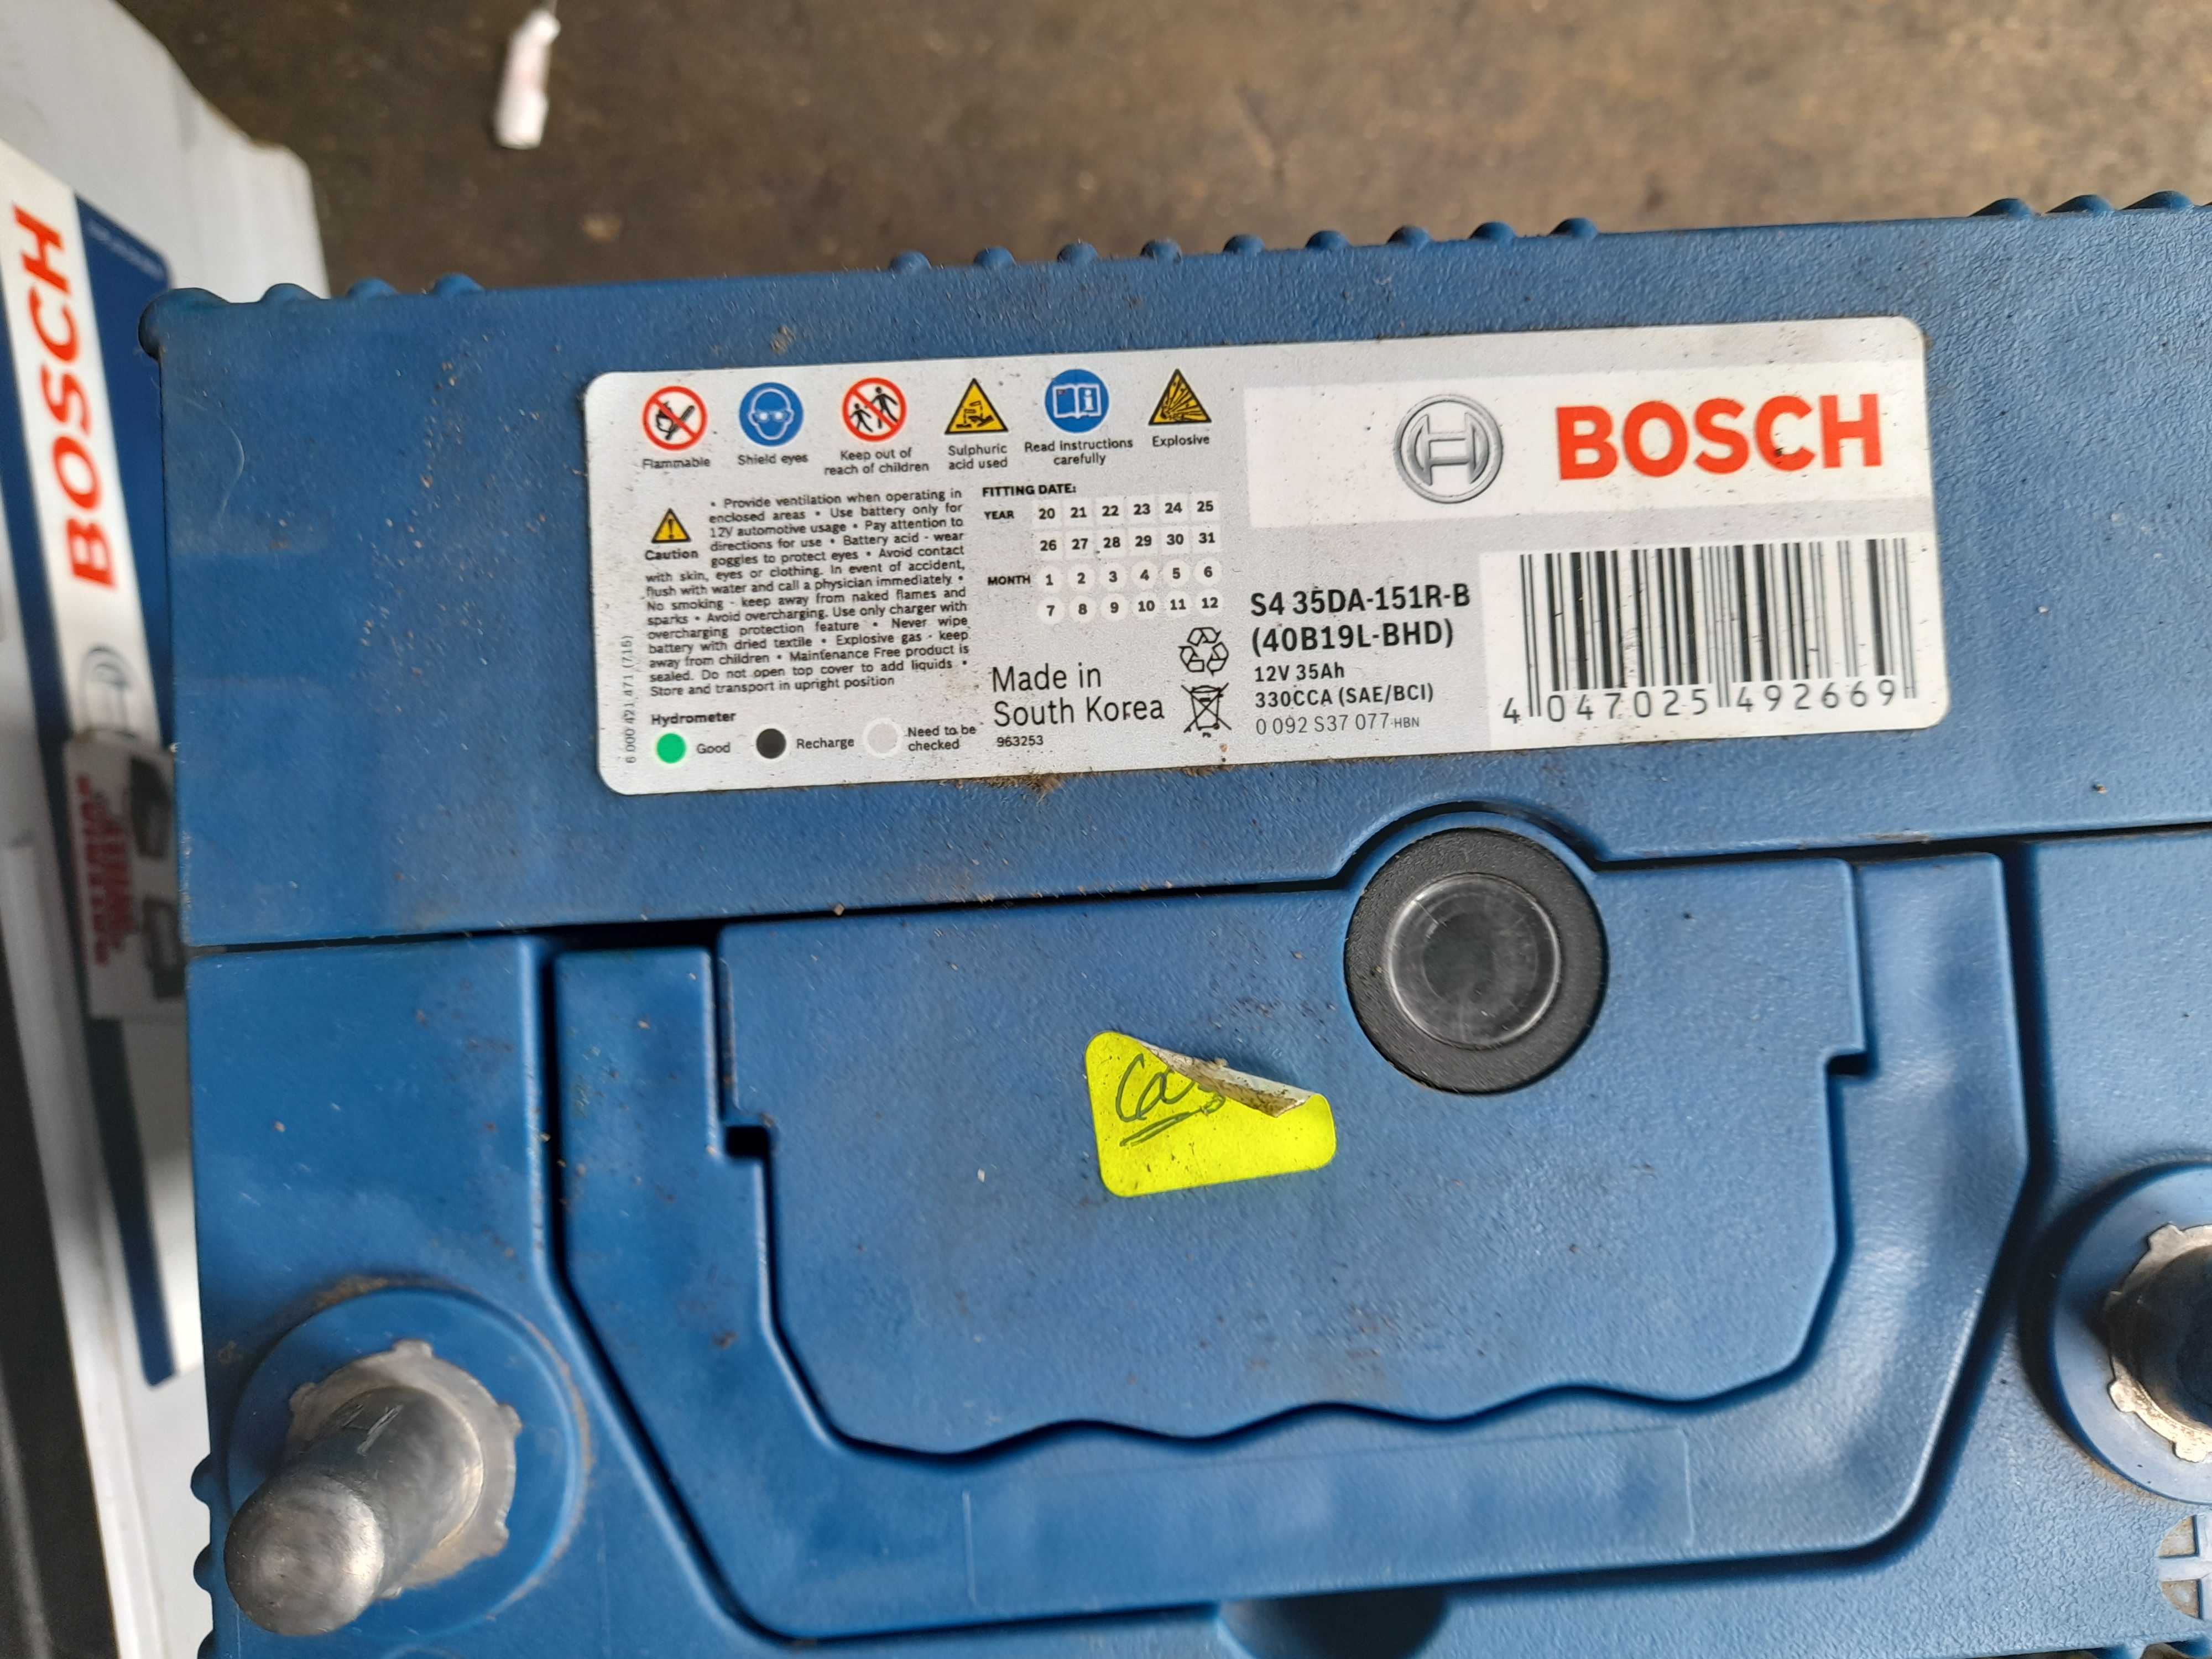 BOSCH
Flammable
Shield eyes
Keep out of
reach of children
Sulphuric
acid used
Read instructions
carefully
Explosive
BOSCH
Caution
• Provide ventilation when operating in
enclosed areas • Use battery only for
12V automotive usage • Pay attention to
directions for use • Battery acid - wear
goggles to protect eyes • Avoid contact
with skin, eyes or clothing. In event of accident,
flush with water and call a physician immediately •
No smoking - keep away from naked flames and
sparks • Avoid overcharging. Use only charger with
overcharging protection feature • Never wipe
battery with dried textile • Explosive gas - keep
away from children • Maintenance Free product is
sealed. Do not open top cover to add liquids •
Store and transport in upright position
FITTING DATE:
YEAR 20 21 22 23 24 25
26 27 28 29 30 31
MONTH 1 2 3 4 5 6
7 8 9 10 11 12
Made in
South Korea
963253
S4 35DA-151R-B
(40B19L-BHD)
12V 35Ah
330CCA (SAE/BCI)
0 092 S37 077-HBN
4 047025 492669
Hydrometer
Good
Recharge
Need to be
checked
6 000 421 471 (715)